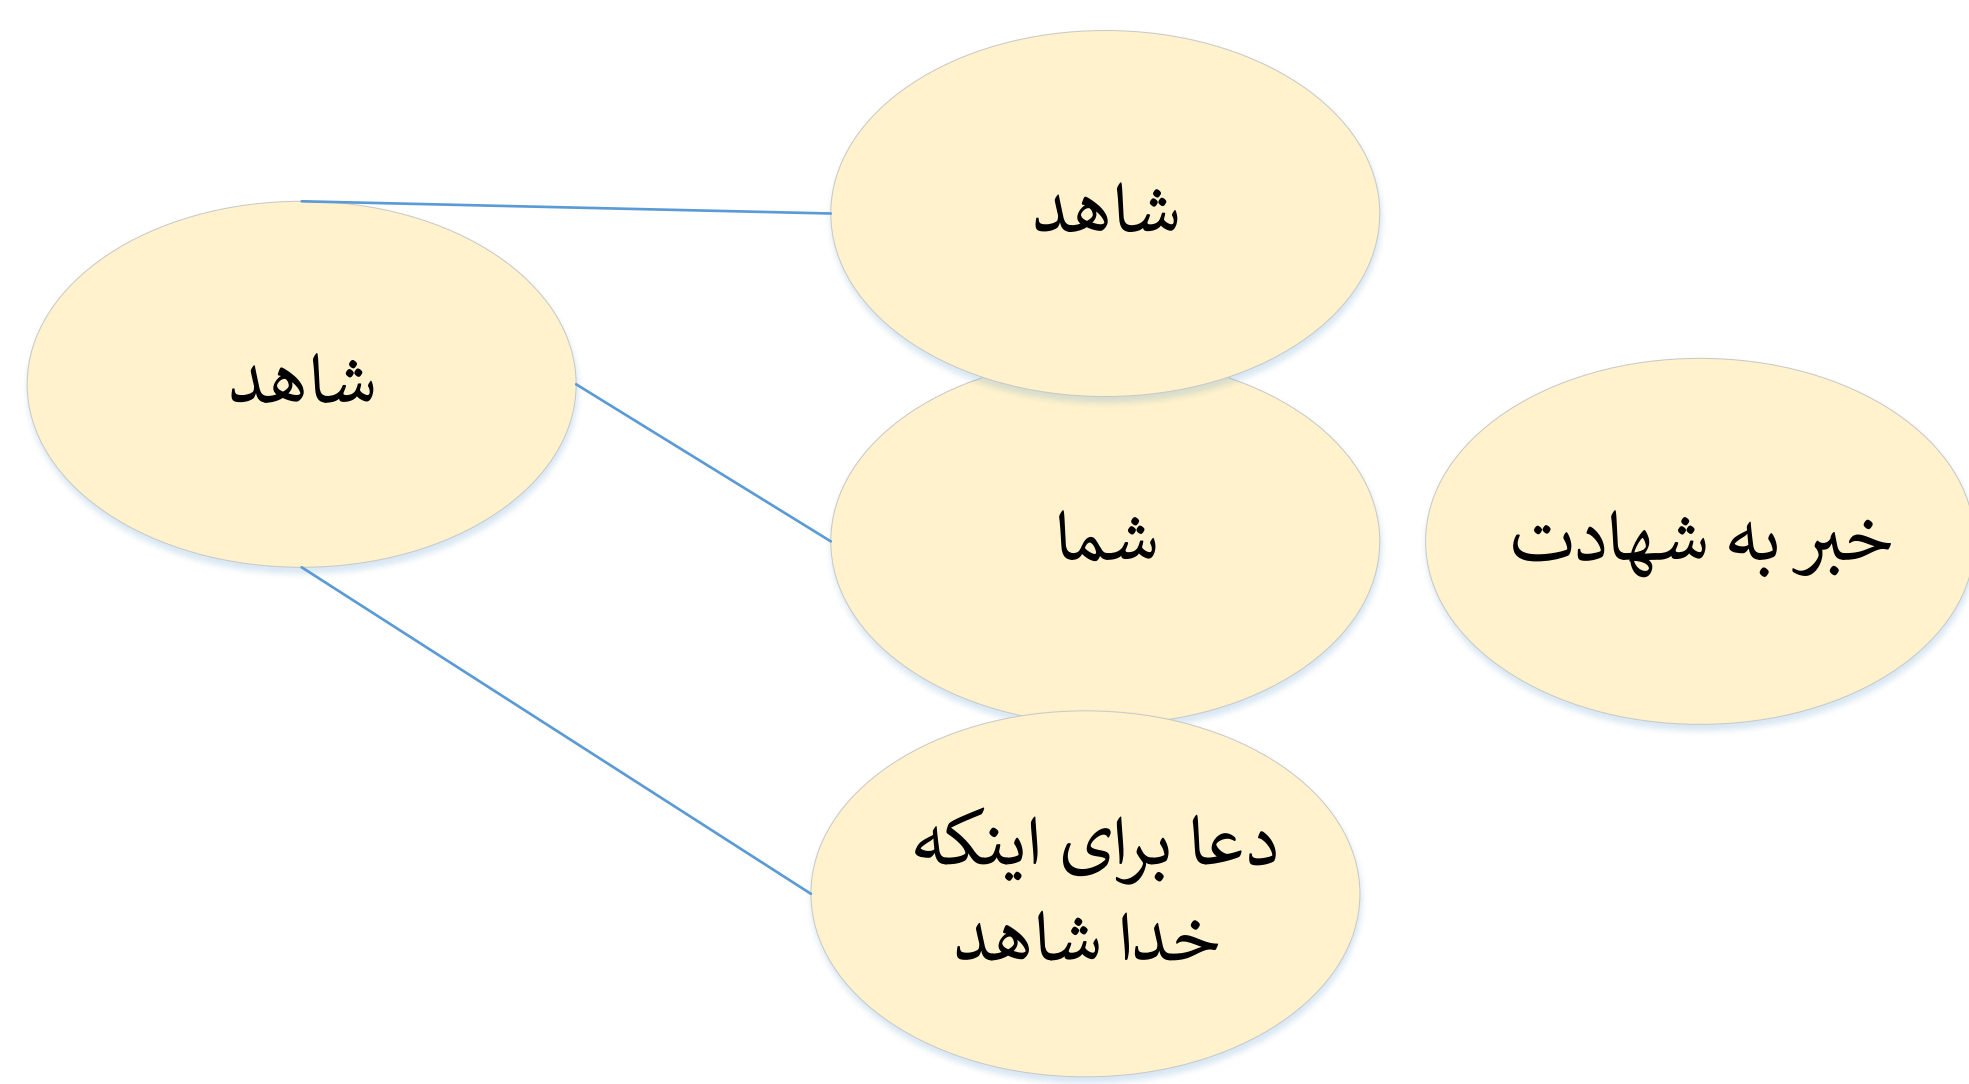 شاهد
شاهد
شما
خبر به شهادت
دعا برای اینکه
خدا شاهد